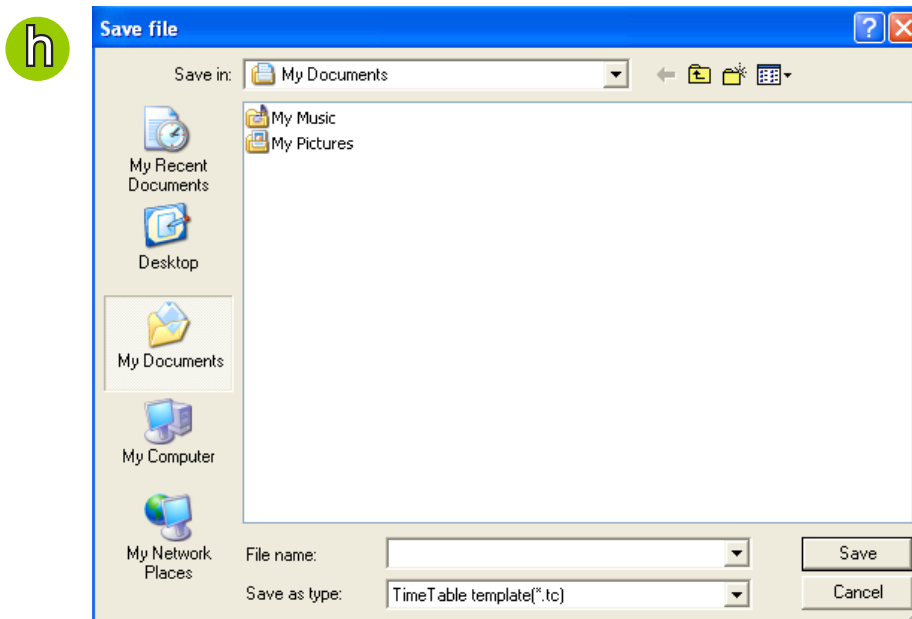 h
Save file
Save in: My Documents
My Music
My Pictures
My Recent
Documents
Desktop
My Documents
My Computer
My Network
Places
File name:
Save
Save as type: TimeTable template(*.tc)
Cancel